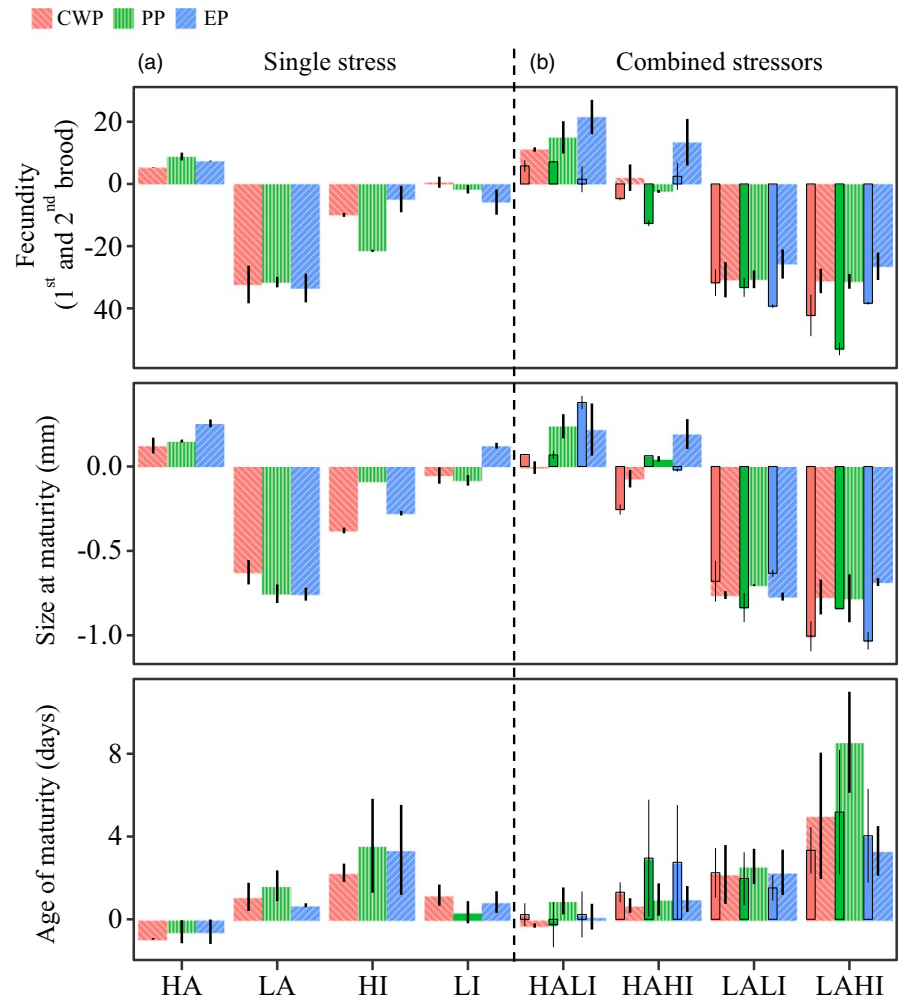 CWP PP EP
(a) Single stress (b) Combined stressors
Fecundity
(1st and 2nd brood)
20
0
-20
40
Size at maturity (mm)
0.0
-0.5
-1.0
Age of maturity (days)
8
4
0
HA LA HI LI HALI HAHI LALI LAHI